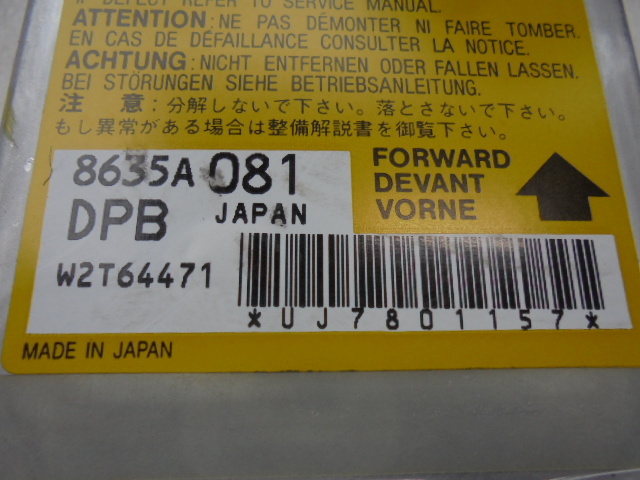 IF DEFECT REFER TO SERVICE MANUAL.
ATTENTION:NE PAS DÉMONTER NI FAIRE TOMBER.
EN CAS DE DÉFAILLANCE CONSULTER LA NOTICE.
ACHTUNG:NICHT ENTFERNEN ODER FALLEN LASSEN.
BEI STÖRUNGEN SIEHE BETRIEBSANLEITUNG.
注 意:分解しないで下さい。落とさないで下さい。
もし異常がある場合は整備解説書を御覧下さい。
8635A081
DPB JAPAN
W2T64471
FORWARD
DEVANT
VORNE
*UJ7801157*
MADE IN JAPAN